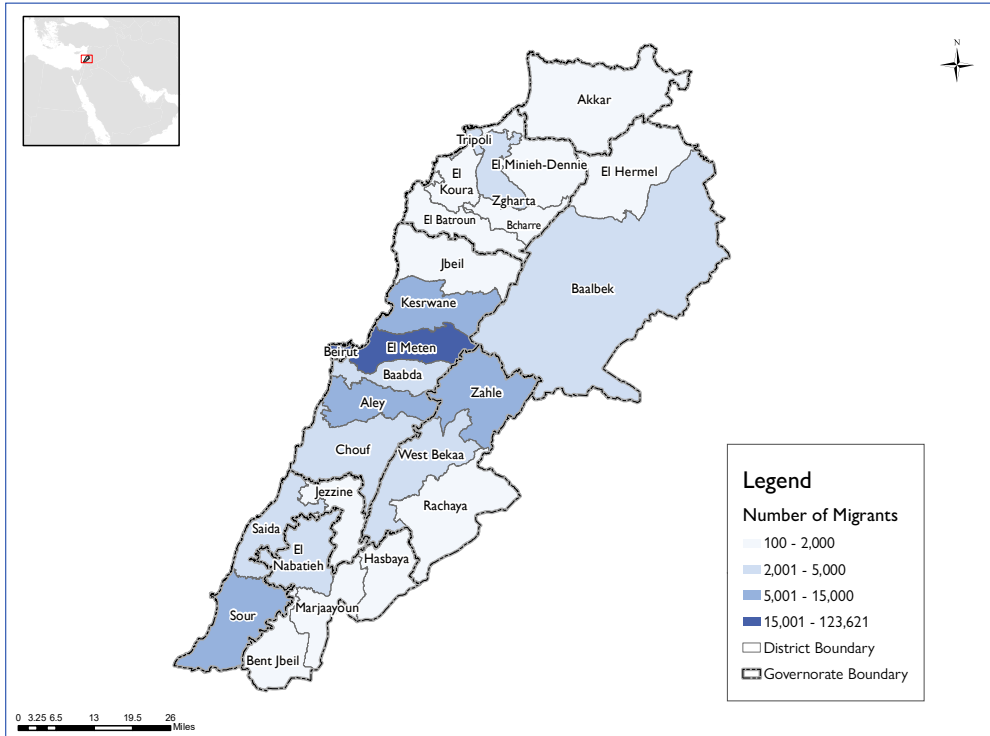 N
Akkar
Tripoli
El Minieh-Dennie
El
Koura
El Hermel
Zgharta
El Batroun
Bcharre
Jbeil
Baalbek
Kesrwane
Beirut
El Meten
Baabda
Zahle
Aley
Chouf
West Bekaa
Jezzine
Rachaya
Saida
El
Nabatieh
Hasbaya
Marjaayoun
Sour
Bent Jbeil
Legend
Number of Migrants
100 - 2,000
2,001 - 5,000
5,001 - 15,000
15,001 - 123,621
District Boundary
Governorate Boundary
0 3.25 6.5 13 19.5 26
Miles